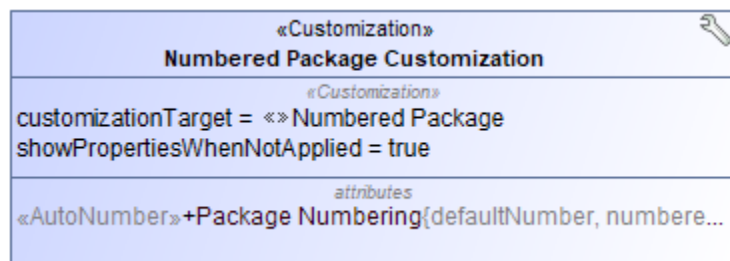 «Customization»
Numbered Package Customization
«Customization»
customizationTarget = «»Numbered Package
showPropertiesWhenNotApplied = true
attributes
«AutoNumber»+Package Numbering{defaultNumber, numbere...